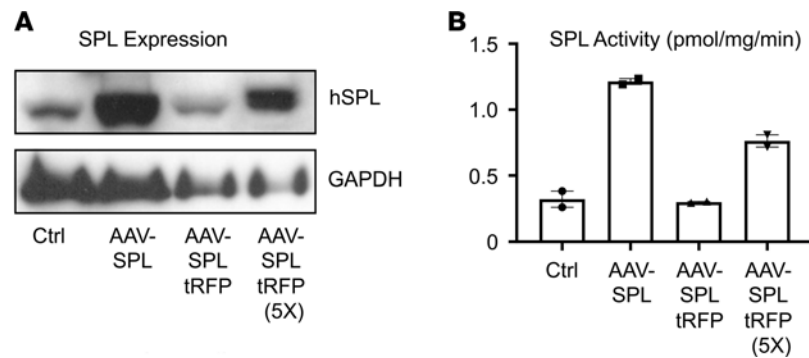 A
SPL Expression
hSPL
GAPDH
Ctrl
AAV-
SPL
AAV-
SPL
tRFP
AAV-
SPL
tRFP
(5X)
B
SPL Activity (pmol/mg/min)
1.5
1.0
0.5
0
Ctrl
AAV-
SPL
AAV-
SPL
tRFP
AAV-
SPL
tRFP
(5X)